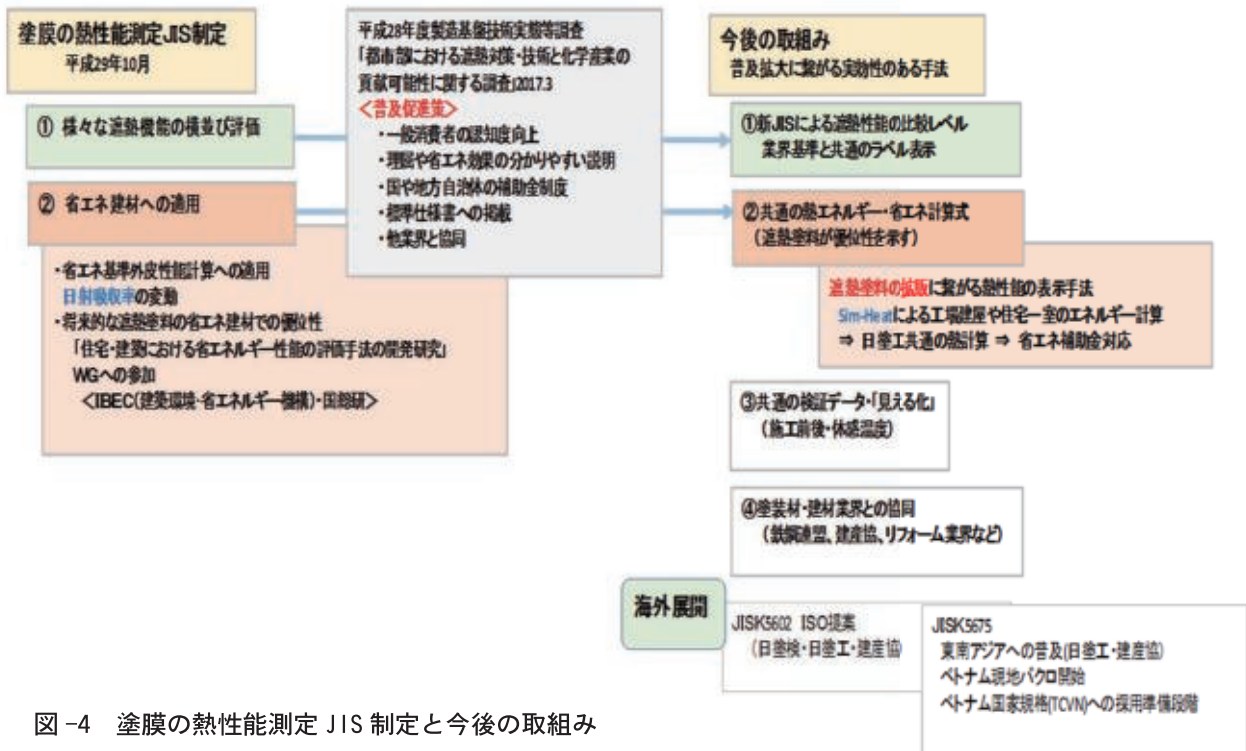 塗膜の熱性能測定JIS制定
平成29年10月
① 様々な遮熱機能の横並び評価
② 省エネ建材への適用
・省エネ基準外皮性能計算への適用
日射吸収率の変動
・将来的な遮熱塗料の省エネ建材での優位性
「住宅・建築における省エネルギー性能の評価手法の開発研究」
WGへの参加
<IBEC(建築環境・省エネルギー機構)・国総研>
平成28年度製造基盤技術実態等調査
「都市部における遮熱対策・技術と化学産業の
貢献可能性に関する調査」2017.3
<普及促進策>
・一般消費者の認知度向上
・理屈や省エネ効果の分かりやすい説明
・国や地方自治体の補助金制度
・標準仕様書への掲載
・他業界と協同
今後の取組み
普及拡大に繋がる実効性のある手法
①新JISによる遮熱性能の比較レベル
業界基準と共通のラベル表示
②共通の熱エネルギー・省エネ計算式
(遮熱塗料が優位性を示す)
遮熱塗料の拡販に繋がる熱性能の表示手法
Sim-Heatによる工場建屋や住宅一室のエネルギー計算
⇒ 日塗工共通の熱計算 ⇒ 省エネ補助金対応
③共通の検証データ・「見える化」
(施工前後・体感温度)
④塗装材・建材業界との協同
(鉄鋼連盟、建産協、リフォーム業界など)
海外展開
JISK5602 ISO提案
(日塗検・日塗工・建産協)
JISK5675
東南アジアへの普及(日塗工・建産協)
ベトナム現地バクロ開始
ベトナム国家規格(TCVN)への採用準備段階
図-4 塗膜の熱性能測定 JIS 制定と今後の取組み